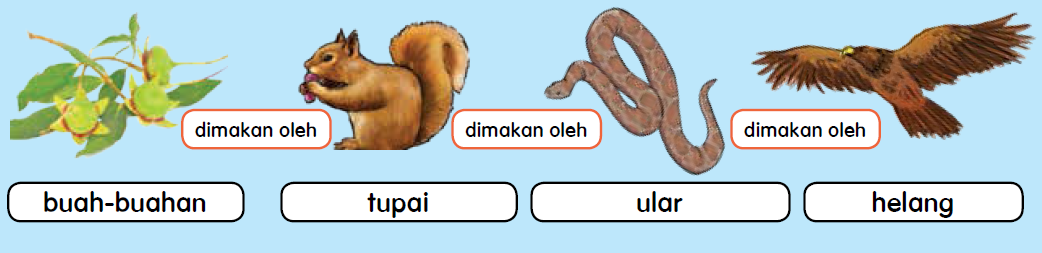 dimakan oleh
dimakan oleh
dimakan oleh
buah-buahan
tupai
ular
helang